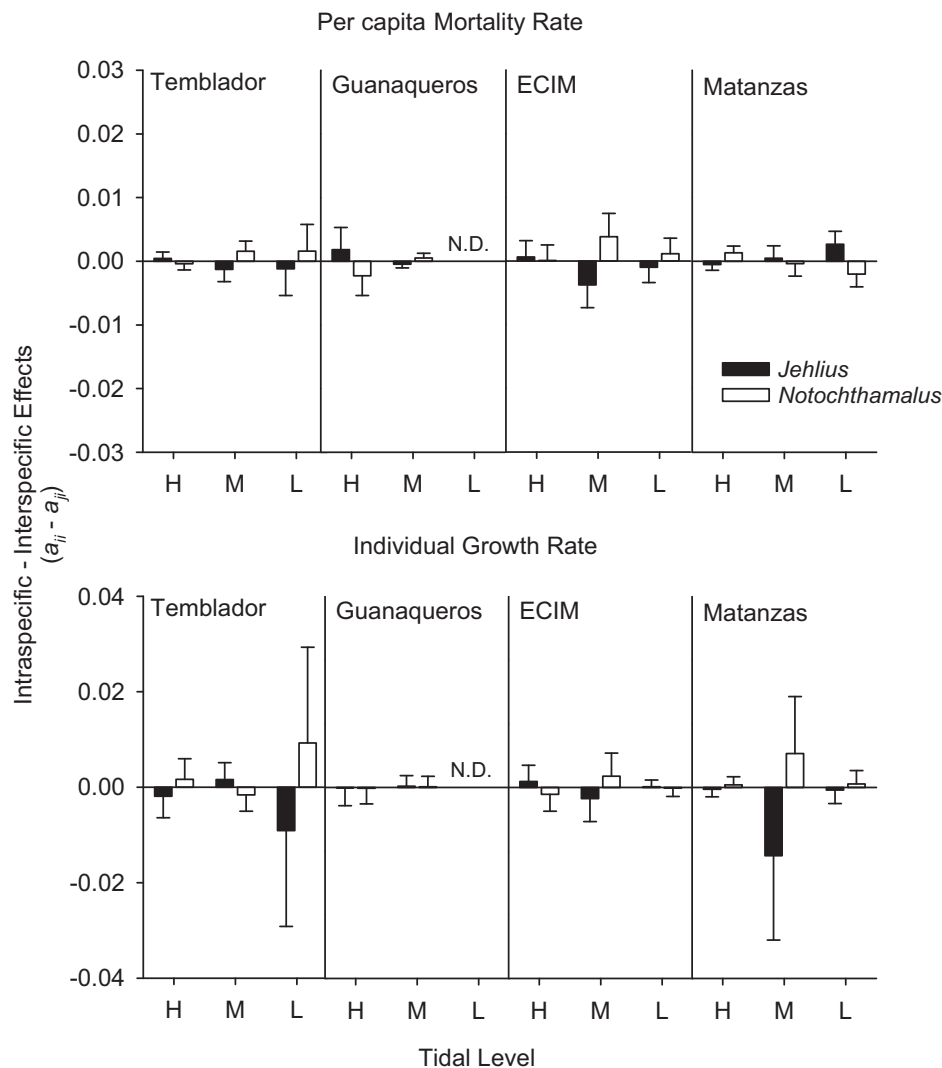 Per capita Mortality Rate
Temblador
Guanaqueros
ECIM
Matanzas
0.03
0.02
0.01
0.00
-0.01
-0.02
-0.03
N.D.
Jehlius
Notochthamalus
H M L H M L H M L H M L
Intraspecific - Interspecific Effects
(a_ii - a_ji)
Individual Growth Rate
Temblador
Guanaqueros
ECIM
Matanzas
0.04
0.02
0.00
-0.02
-0.04
N.D.
H M L H M L H M L H M L
Tidal Level